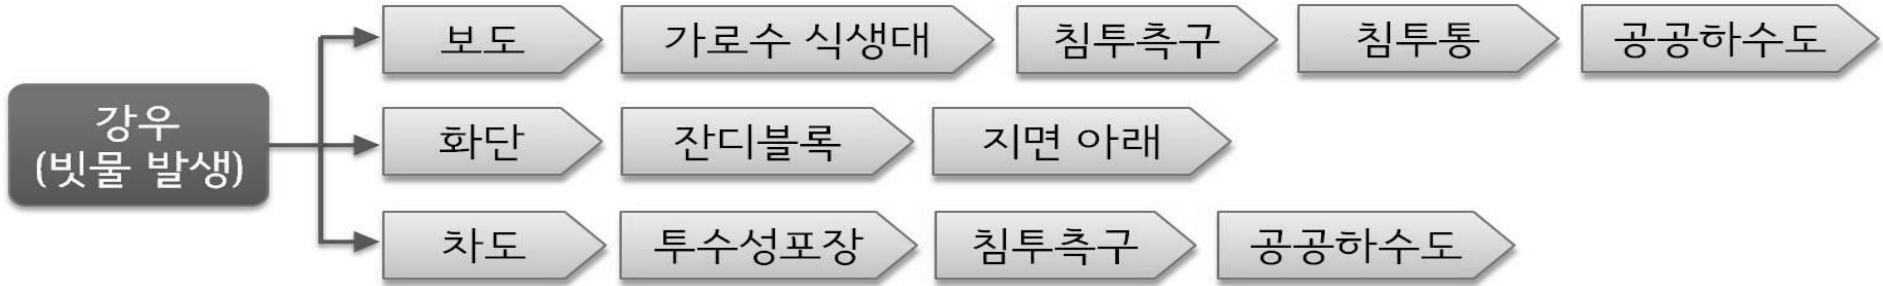 강우
(빗물 발생)
보도 가로수 식생대 침투측구 침투통 공공하수도
화단 잔디블록 지면 아래
차도 투수성포장 침투측구 공공하수도